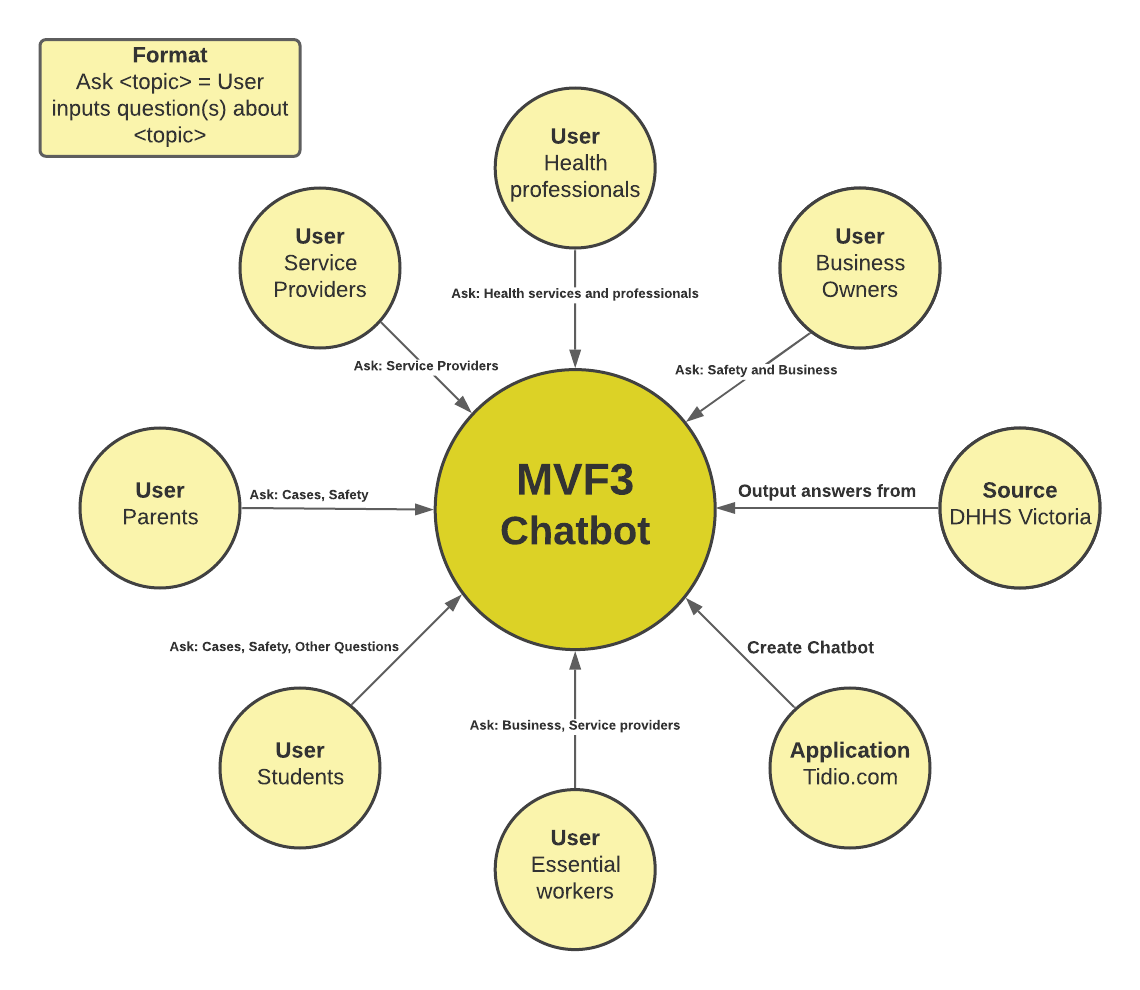 Format
Ask <topic> = User
inputs question(s) about
<topic>
User
Health
professionals
User
Service
Providers
User
Business
Owners
Ask: Health services and professionals
Ask: Service Providers
Ask: Safety and Business
MVF3
Chatbot
User
Parents
Ask: Cases, Safety
Output answers from
Source
DHHS Victoria
Ask: Cases, Safety, Other Questions
Create Chatbot
Ask: Business, Service providers
User
Students
Application
Tidio.com
User
Essential
workers